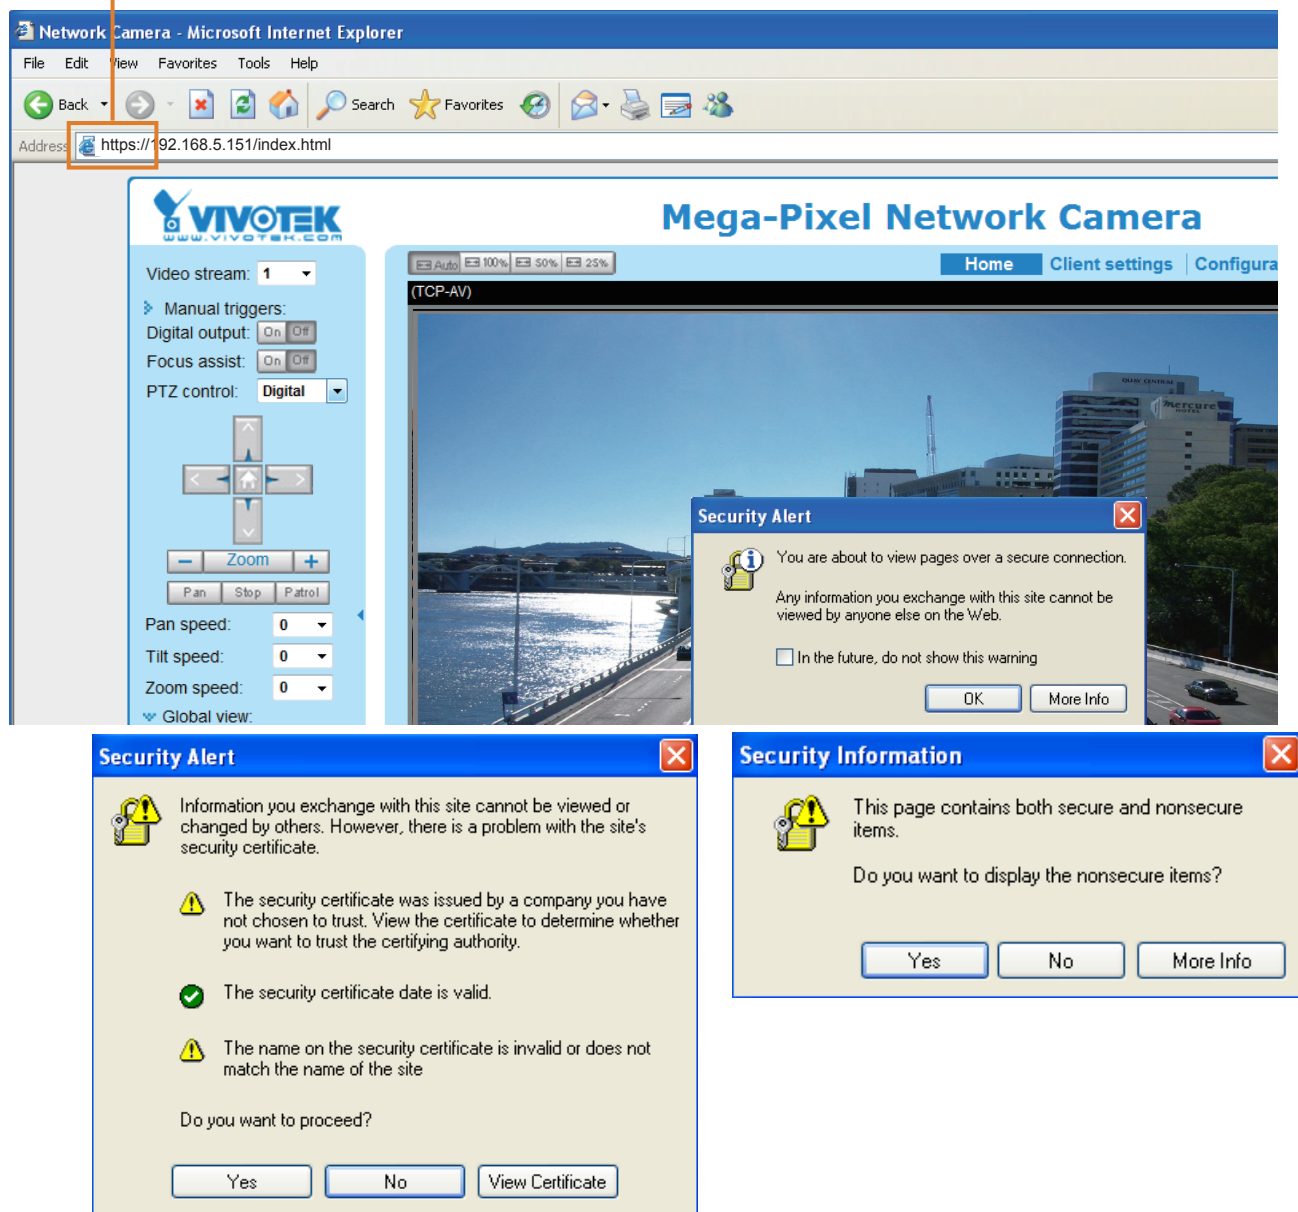 Network Camera - Microsoft Internet Explorer
File Edit View Favorites Tools Help
Back Search Favorites
Address https://192.168.5.151/index.html
VIVOTEK
www.vivotek.com
Mega-Pixel Network Camera
Auto 100% 50% 25%
Home Client settings Configura
(TCP-AV)
Video stream: 1
Manual triggers:
Digital output: On Off
Focus assist: On Off
PTZ control: Digital
Zoom
Pan Stop Patrol
Pan speed: 0
Tilt speed: 0
Zoom speed: 0
Global view:
QUAY CENTRAL
Mercure
HOTEL
Security Alert
You are about to view pages over a secure connection.
Any information you exchange with this site cannot be
viewed by anyone else on the Web.
In the future, do not show this warning
OK More Info
Security Alert
Information you exchange with this site cannot be viewed or
changed by others. However, there is a problem with the site's
security certificate.
The security certificate was issued by a company you have
not chosen to trust. View the certificate to determine whether
you want to trust the certifying authority.
The security certificate date is valid.
The name on the security certificate is invalid or does not
match the name of the site
Do you want to proceed?
Yes No View Certificate
Security Information
This page contains both secure and nonsecure
items.
Do you want to display the nonsecure items?
Yes No More Info